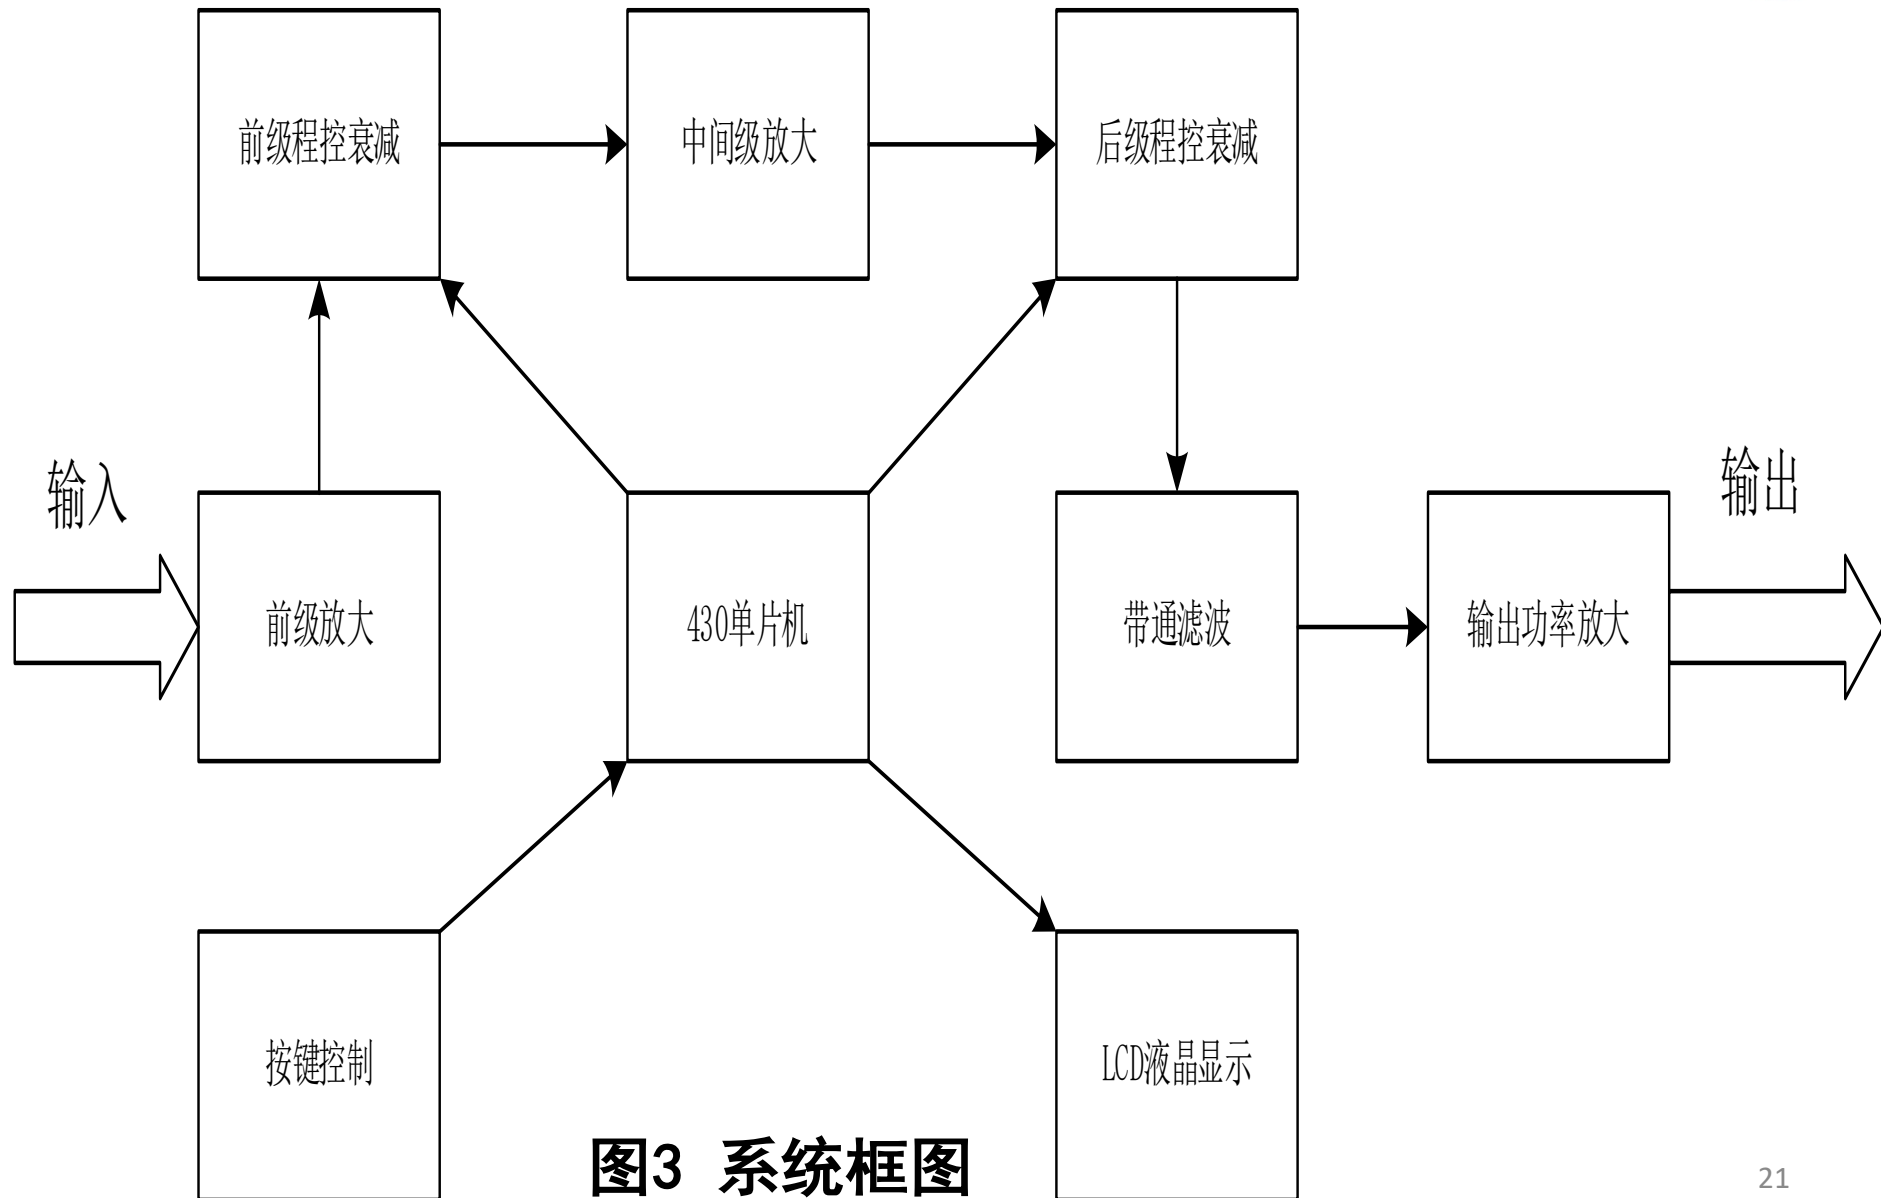 前级程控衰减
中间级放大
后级程控衰减
输入
输出
前级放大
430单片机
带通滤波
输出功率放大
按键控制
LCD液晶显示
图3 系统框图
21